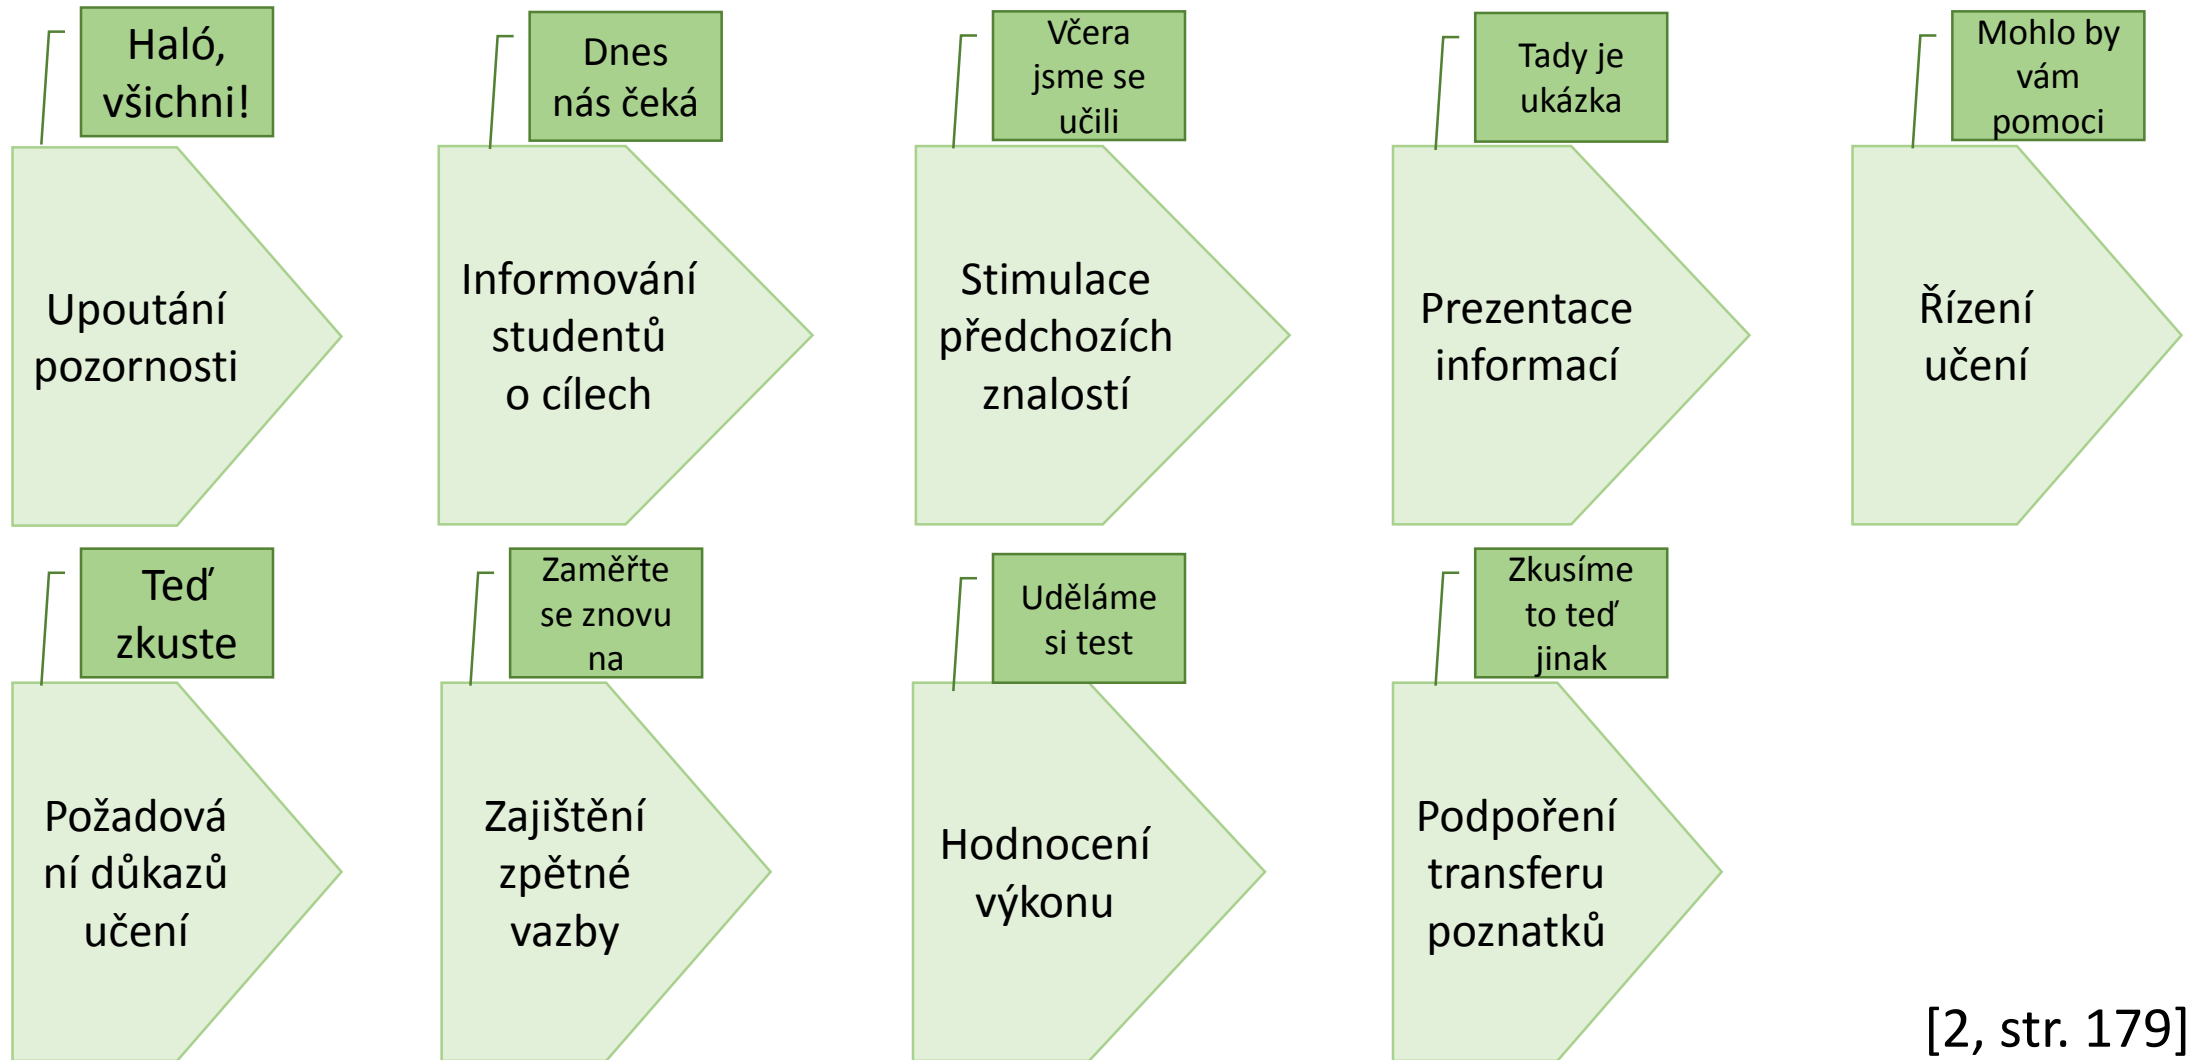 Haló,
všichni!
Upoutání
pozornosti
Dnes
nás čeká
Informování
studentů
o cílech
Včera
jsme se
učili
Stimulace
předchozích
znalostí
Tady je
ukázka
Prezentace
informací
Mohlo by
vám
pomoci
Řízení
učení
Teď
zkuste
Požadová
ní důkazů
učení
Zaměřte
se znovu
na
Zajištění
zpětné
vazby
Uděláme
si test
Hodnocení
výkonu
Zkusíme
to teď
jinak
Podpoření
transferu
poznatků
[2, str. 179]